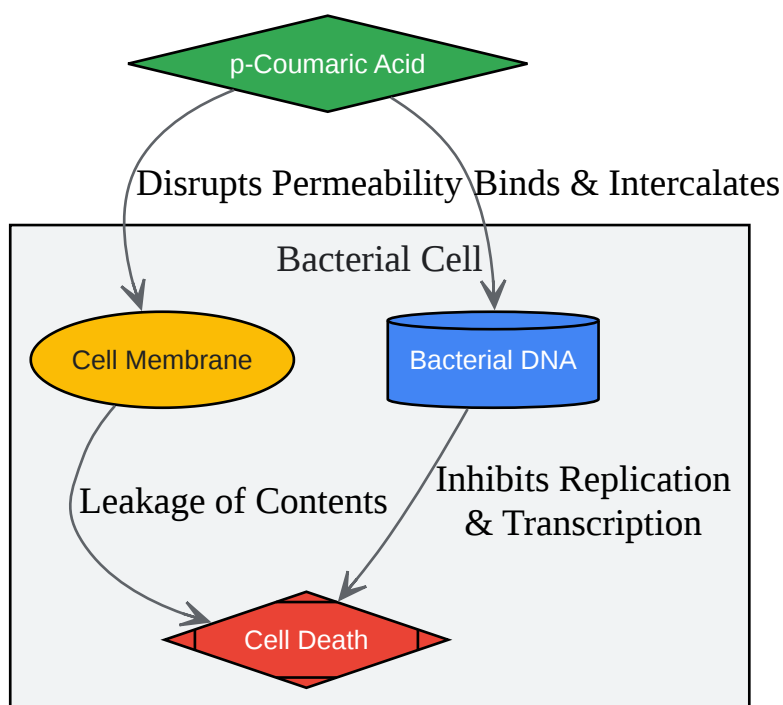 p-Coumaric Acid
Disrupts Permeability
Binds & Intercalates
Bacterial Cell
Cell Membrane
Bacterial DNA
Leakage of Contents
Inhibits Replication
& Transcription
Cell Death